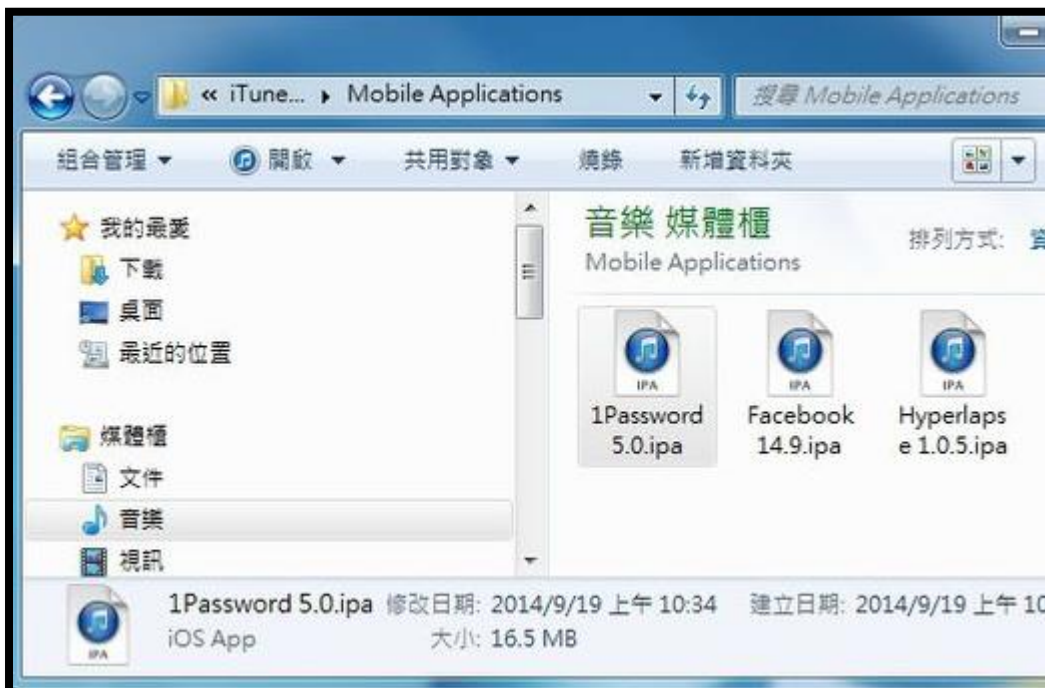 « iTune... ▸ Mobile Applications
搜尋 Mobile Applications
組合管理 開啟 共用對象 燒錄 新增資料夾
我的最愛
下載
桌面
最近的位置
媒體櫃
文件
音樂
視訊
音樂 媒體櫃
Mobile Applications
排列方式:
IPA
1Password
5.0.ipa
IPA
Facebook
14.9.ipa
IPA
Hyperlaps
e 1.0.5.ipa
IPA
1Password 5.0.ipa 修改日期: 2014/9/19 上午 10:34 建立日期: 2014/9/19 上午 10
iOS App 大小: 16.5 MB